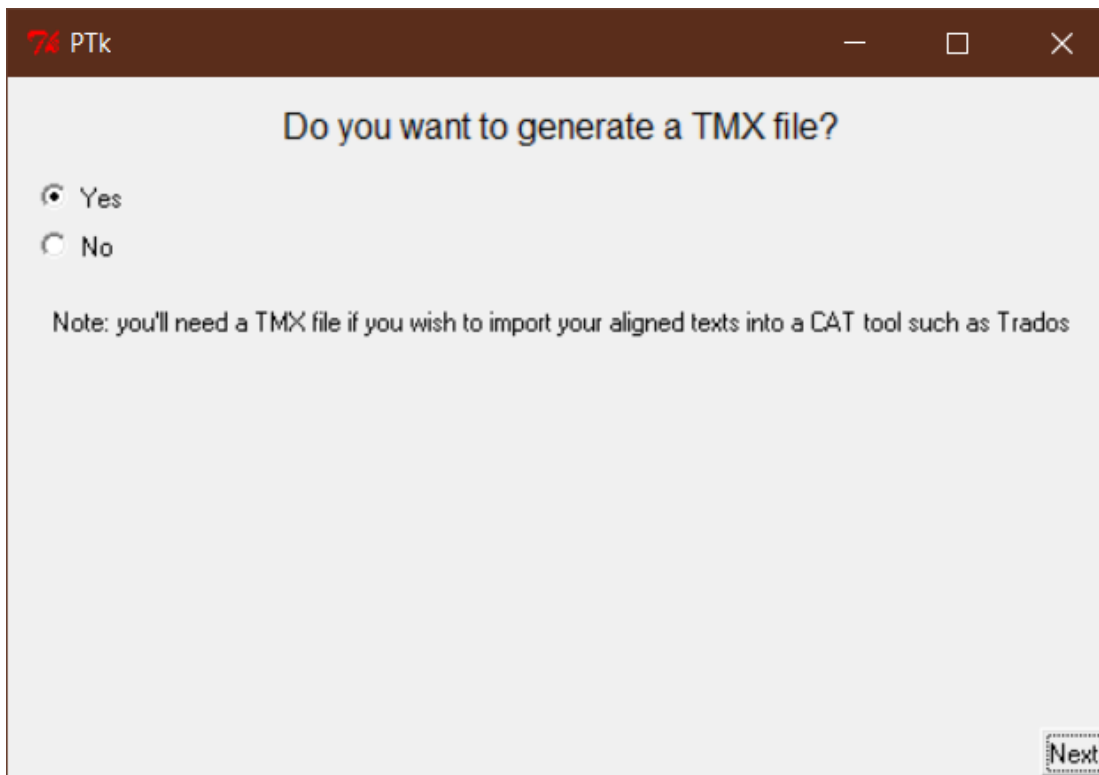 PTk
Do you want to generate a TMX file?
Yes
No
Note: you'll need a TMX file if you wish to import your aligned texts into a CAT tool such as Trados
Next